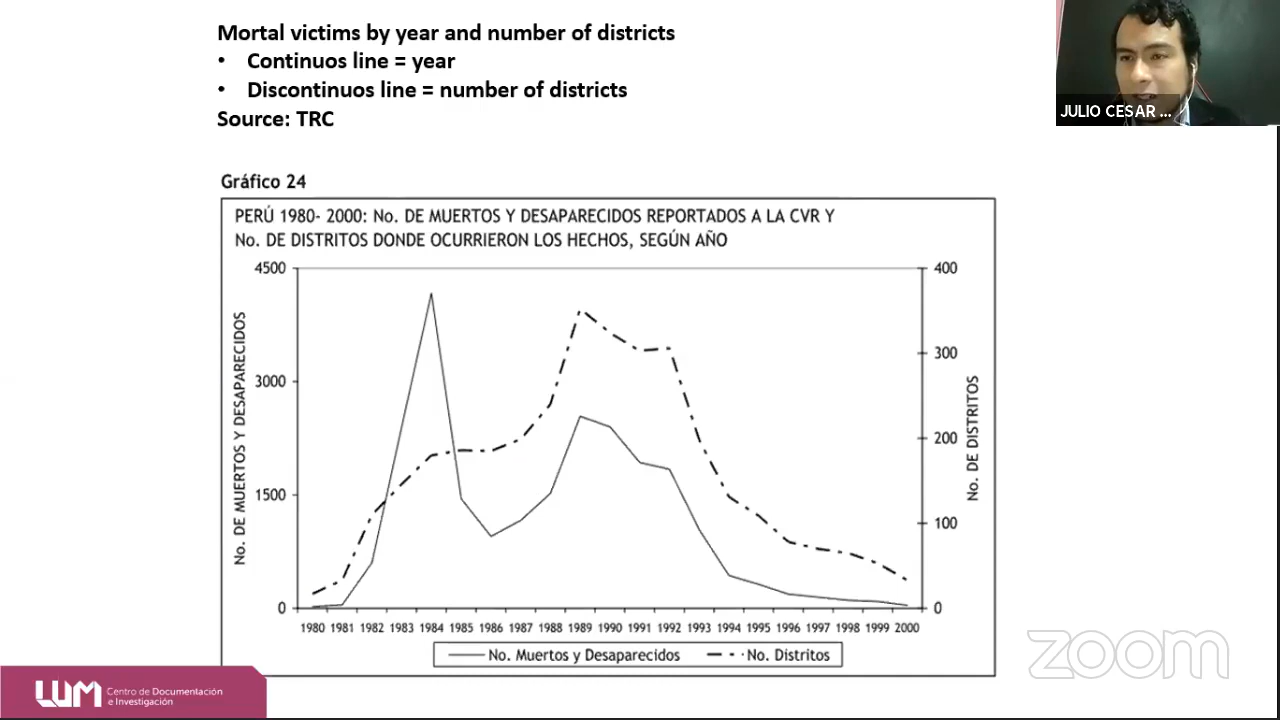 Mortal victims by year and number of districts
• Continuos line = year
• Discontinuos line = number of districts
Source: TRC
JULIO CESAR ...
Gráfico 24
PERÚ 1980- 2000: No. DE MUERTOS Y DESAPARECIDOS REPORTADOS A LA CVR Y
No. DE DISTRITOS DONDE OCURRIERON LOS HECHOS, SEGÚN AÑO
No. DE MUERTOS Y DESAPARECIDOS
4500
3000
1500
0
400
300
200
100
0
No. DE DISTRITOS
1980 1981 1982 1983 1984 1985 1986 1987 1988 1989 1990 1991 1992 1993 1994 1995 1996 1997 1998 1999 2000
No. Muertos y Desaparecidos
No. Distritos
zoom
LUM
Centro de Documentación
e Investigación